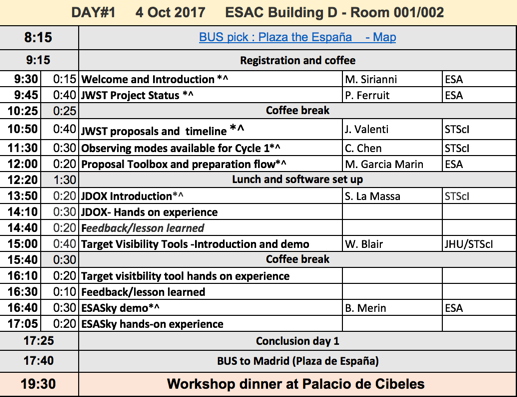 DAY#1 4 Oct 2017 ESAC Building D - Room 001/002
8:15 BUS pick : Plaza the España - Map
9:15 Registration and coffee
9:30 0:15 Welcome and Introduction *^ M. Sirianni ESA
9:45 0:40 JWST Project Status *^ P. Ferruit ESA
10:25 0:25 Coffee break
10:50 0:40 JWST proposals and timeline *^ J. Valenti STScI
11:30 0:30 Observing modes available for Cycle 1*^ C. Chen STScI
12:00 0:20 Proposal Toolbox and preparation flow*^ M. Garcia Marin ESA
12:20 1:30 Lunch and software set up
13:50 0:20 JDOX Introduction*^ S. La Massa STScI
14:10 0:30 JDOX- Hands on experience
14:40 0:20 Feedback/lesson learned
15:00 0:40 Target Visibility Tools -Introduction and demo W. Blair JHU/STScI
15:40 0:30 Coffee break
16:10 0:20 Target visitbility tool hands on experience
16:30 0:10 Feedback/lesson learned
16:40 0:30 ESASky demo*^ B. Merin ESA
17:05 0:20 ESASky hands-on experience
17:25 Conclusion day 1
17:40 BUS to Madrid (Plaza de España)
19:30 Workshop dinner at Palacio de Cibeles